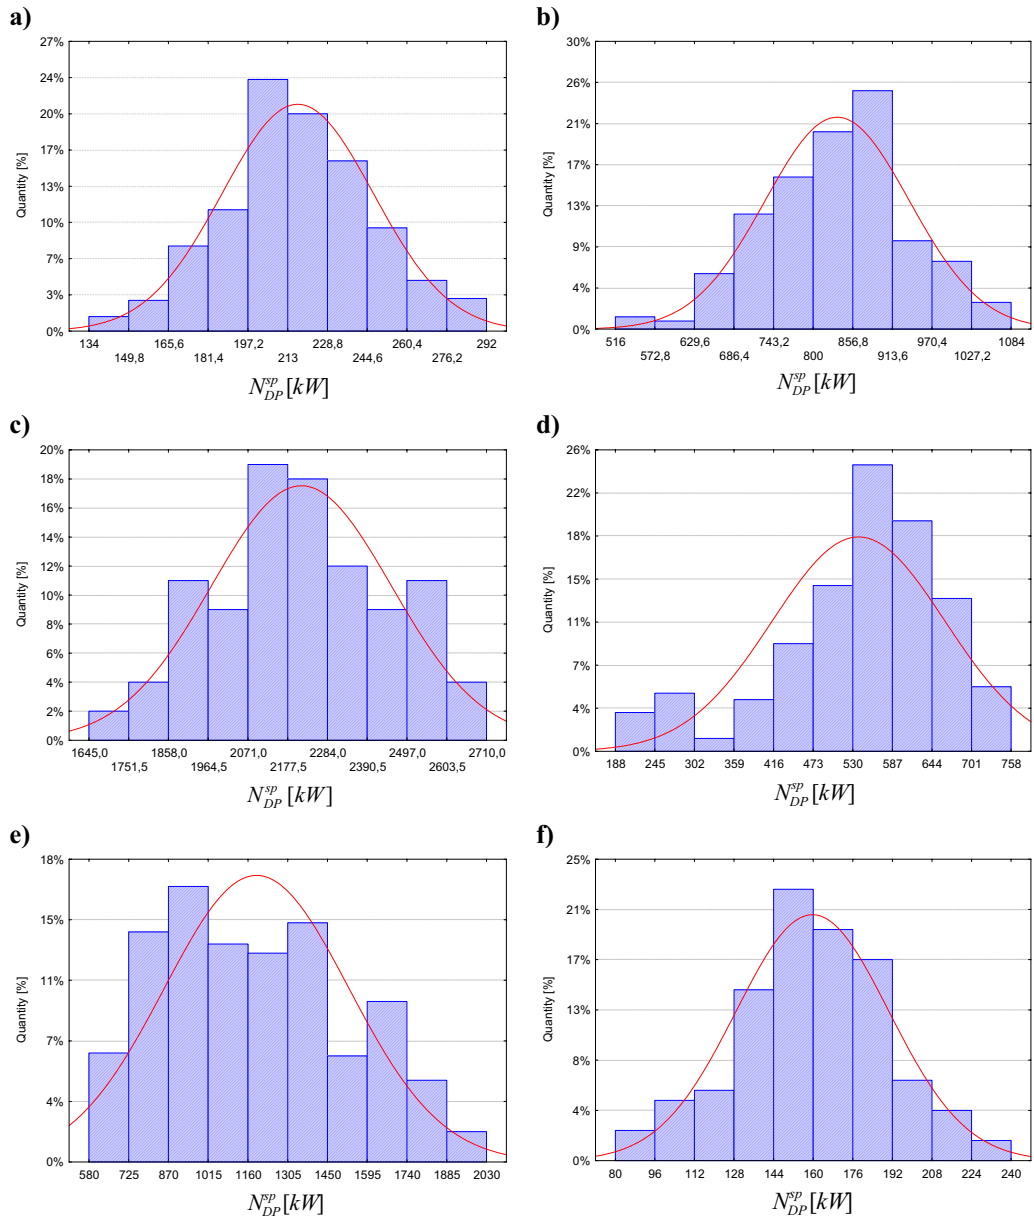 a)
27%
24%
20%
17%
13%
10%
7%
3%
0%
Quantity [%]
134 165,6 197,2 228,8 260,4 292
149,8 181,4 213 244,6 276,2
N_DP^sp [kW]
b)
30%
26%
21%
17%
13%
9%
4%
0%
Quantity [%]
516 629,6 743,2 856,8 970,4 1084
572,8 686,4 800 913,6 1027,2
N_DP^sp [kW]
c)
20%
18%
16%
14%
12%
10%
8%
6%
4%
2%
0%
Quantity [%]
1645,0 1858,0 2071,0 2284,0 2497,0 2710,0
1751,5 1964,5 2177,5 2390,5 2603,5
N_DP^sp [kW]
d)
26%
22%
18%
15%
11%
7%
4%
0%
Quantity [%]
188 245 302 359 416 473 530 587 644 701 758
N_DP^sp [kW]
e)
18%
15%
11%
7%
4%
0%
Quantity [%]
580 725 870 1015 1160 1305 1450 1595 1740 1885 2030
N_DP^sp [kW]
f)
25%
21%
17%
13%
8%
4%
0%
Quantity [%]
80 96 112 128 144 160 176 192 208 224 240
N_DP^sp [kW]